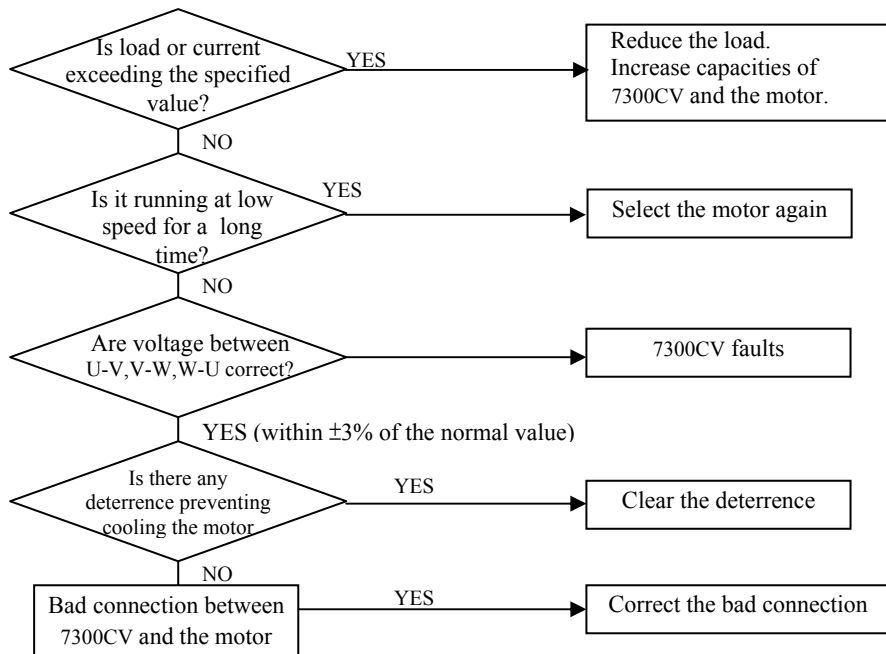 Is load or current
exceeding the specified
value?
YES
Reduce the load.
Increase capacities of
7300CV and the motor.
NO
Is it running at low
speed for a long
time?
YES
Select the motor again
NO
Are voltage between
U-V,V-W,W-U correct?
7300CV faults
YES (within ±3% of the normal value)
Is there any
deterrence preventing
cooling the motor
YES
Clear the deterrence
NO
Bad connection between
7300CV and the motor
YES
Correct the bad connection